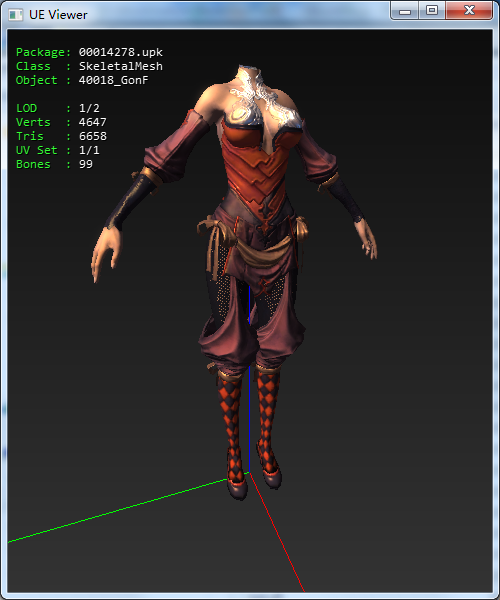 UE Viewer
Package: 00014278.upk
Class : SkeletalMesh
Object : 40018_GonF
LOD : 1/2
Verts : 4647
Tris : 6658
UV Set : 1/1
Bones : 99